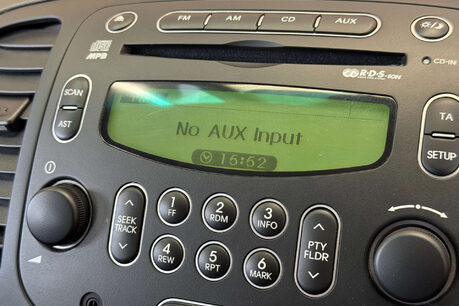 FM AM CD AUX
MP3
R·D·S·EON
CD-IN
SCAN
AST
No AUX Input
15:52
TA
SETUP
SEEK
TRACK
1
FF
2
RDM
3
INFO
PTY
FLDR
4
REW
5
RPT
6
MARK